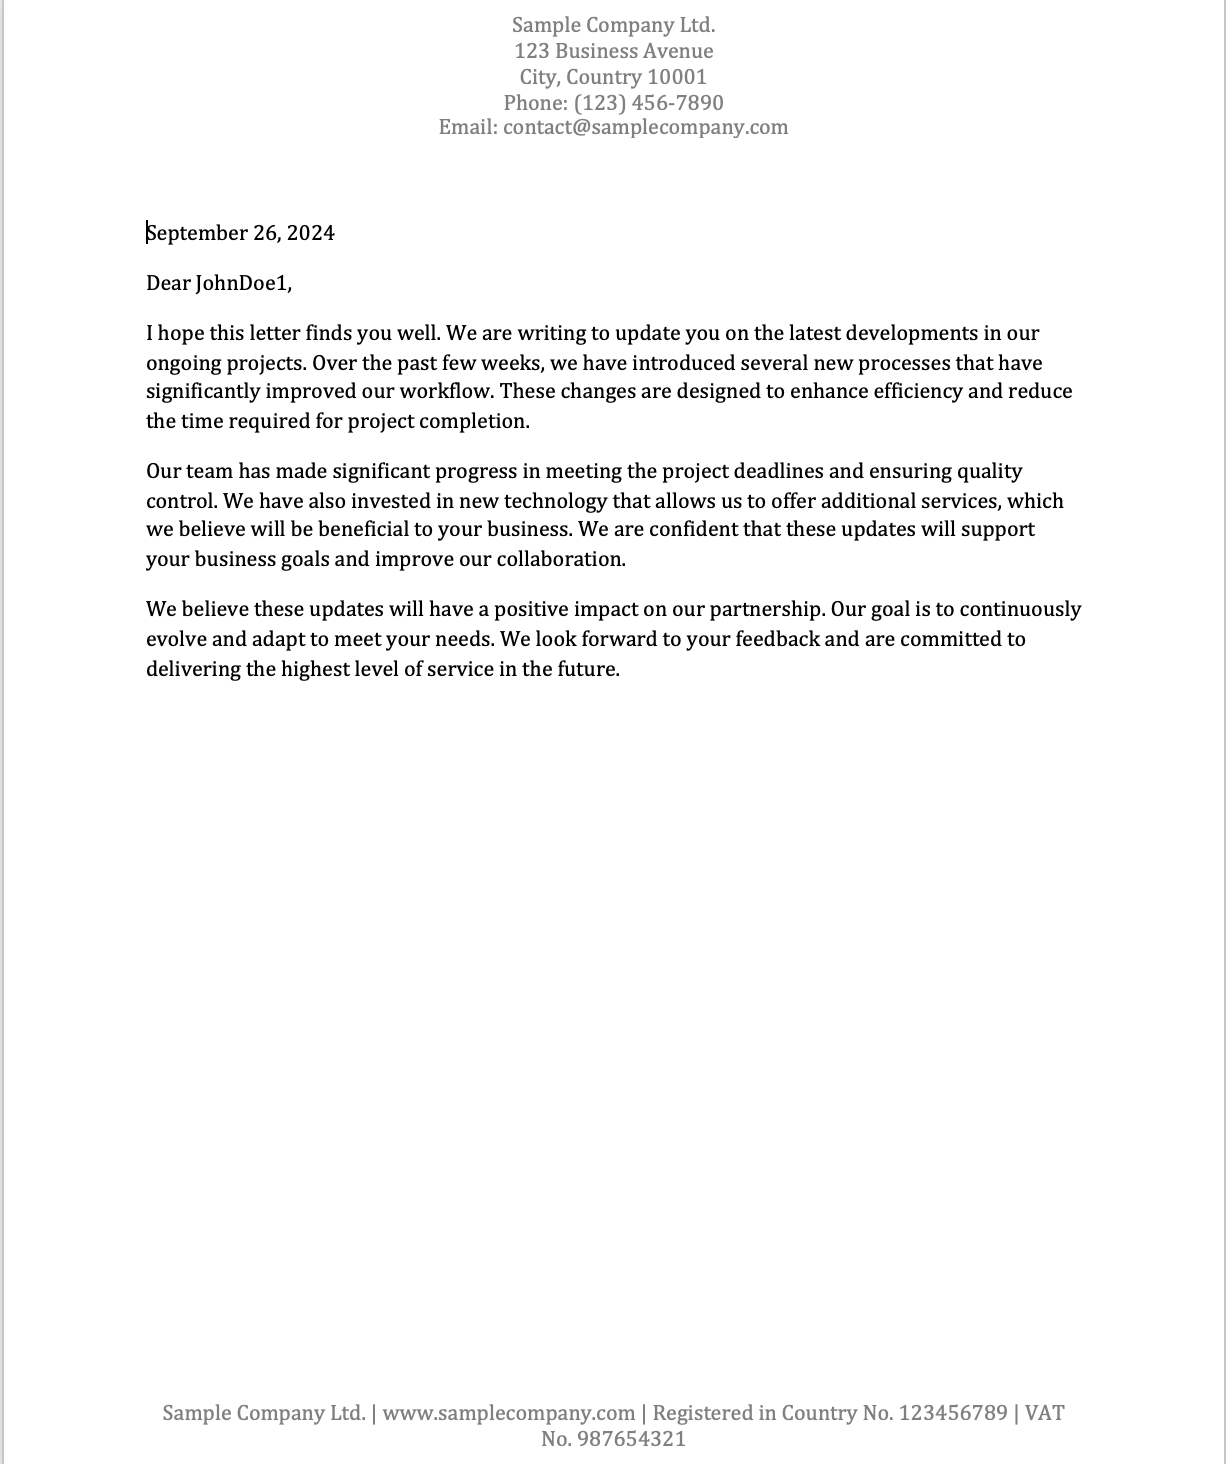 Sample Company Ltd.
123 Business Avenue
City, Country 10001
Phone: (123) 456-7890
Email: contact@samplecompany.com
September 26, 2024
Dear JohnDoe1,
I hope this letter finds you well. We are writing to update you on the latest developments in our
ongoing projects. Over the past few weeks, we have introduced several new processes that have
significantly improved our workflow. These changes are designed to enhance efficiency and reduce
the time required for project completion.
Our team has made significant progress in meeting the project deadlines and ensuring quality
control. We have also invested in new technology that allows us to offer additional services, which
we believe will be beneficial to your business. We are confident that these updates will support
your business goals and improve our collaboration.
We believe these updates will have a positive impact on our partnership. Our goal is to continuously
evolve and adapt to meet your needs. We look forward to your feedback and are committed to
delivering the highest level of service in the future.
Sample Company Ltd. | www.samplecompany.com | Registered in Country No. 123456789 | VAT
No. 987654321